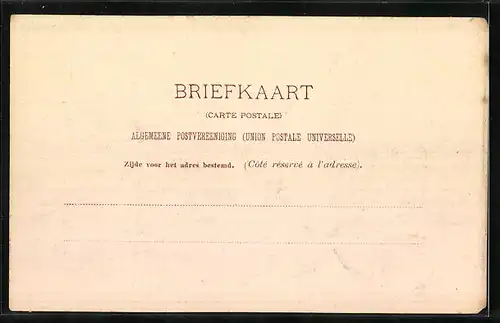 BRIEFKAART
(CARTE POSTALE)
ALGEMEENE POSTVEREENIGING (UNION POSTALE UNIVERSELLE)
Zijde voor het adres bestemd. (Côté réservé à l'adresse).